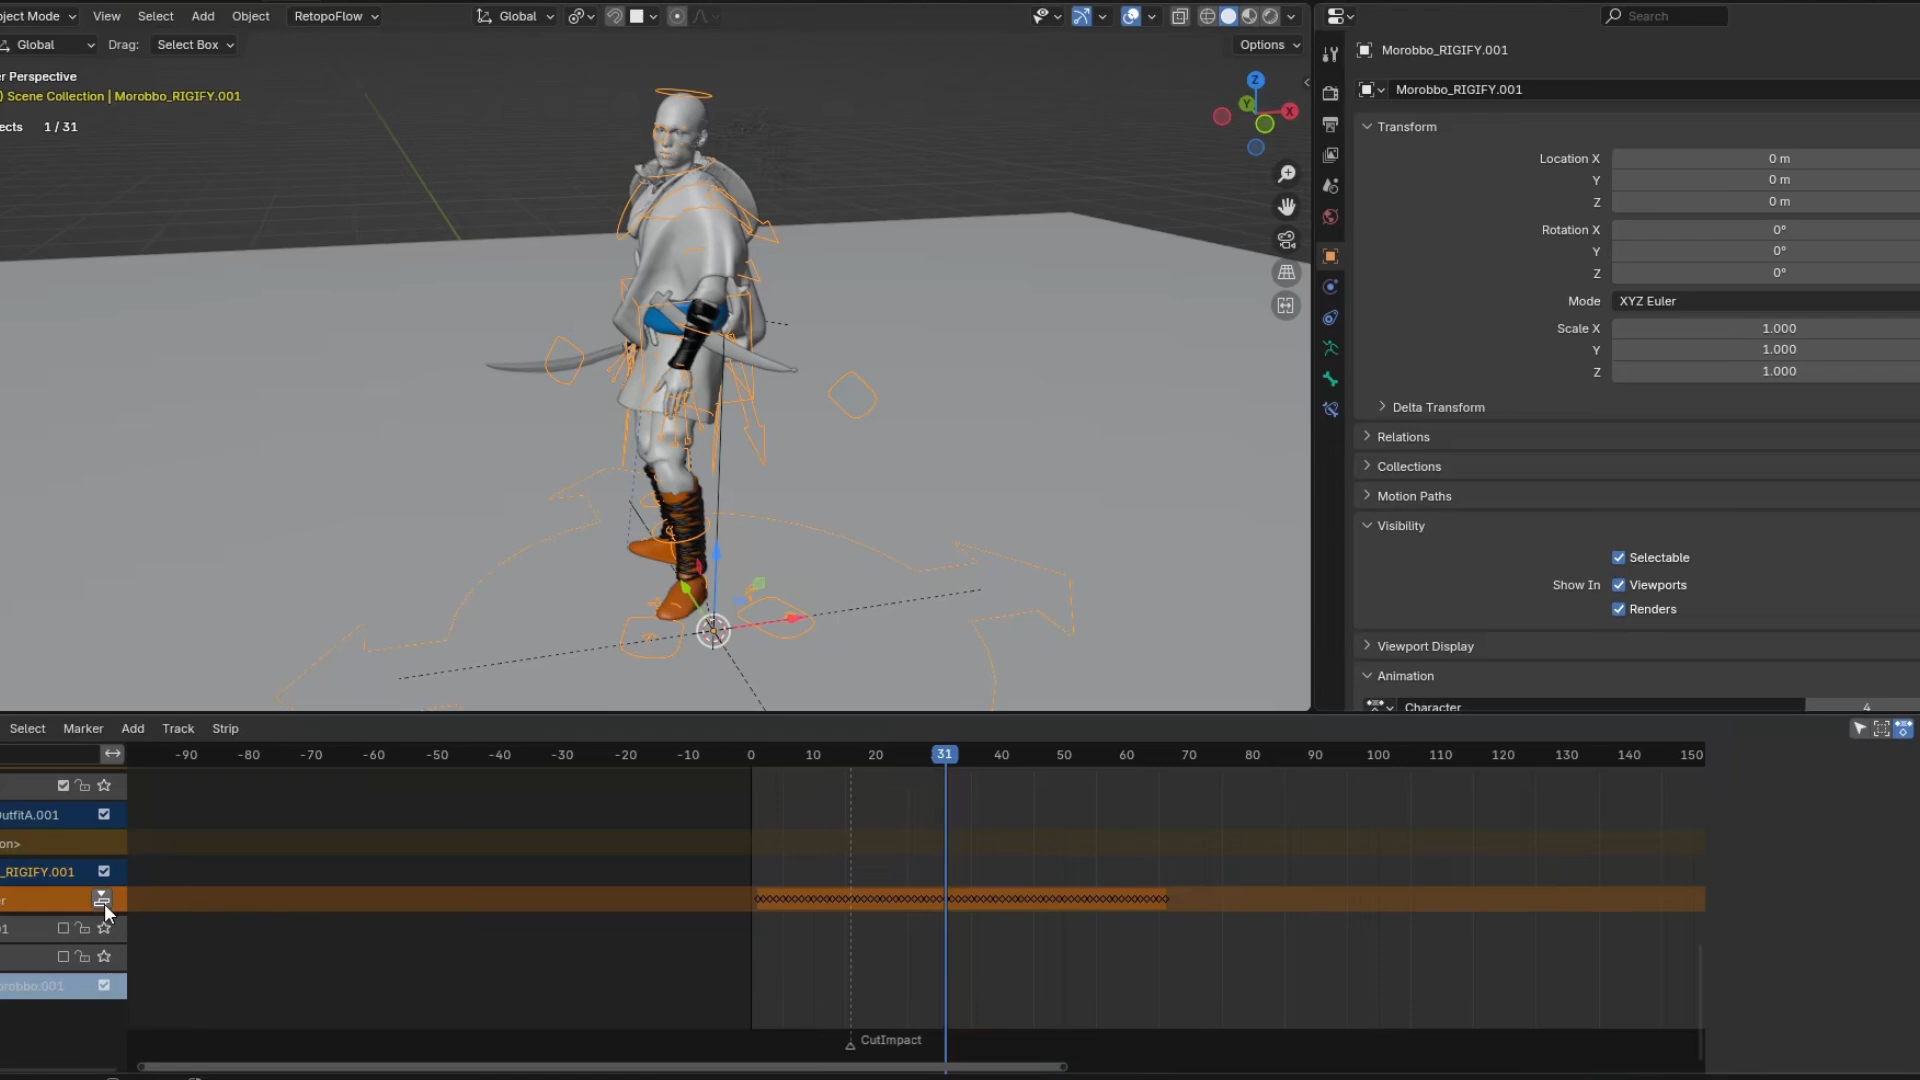 ject Mode View Select Add Object RetopoFlow Global Search
Global Drag: Select Box Options
er Perspective
) Scene Collection | Morobbo_RIGIFY.001
ects 1 / 31
Z
Y
X
Morobbo_RIGIFY.001
Morobbo_RIGIFY.001
Transform
Location X 0 m
Y 0 m
Z 0 m
Rotation X 0°
Y 0°
Z 0°
Mode XYZ Euler
Scale X 1.000
Y 1.000
Z 1.000
Delta Transform
Relations
Collections
Motion Paths
Visibility
Selectable
Show In Viewports
Renders
Viewport Display
Animation
Character 4
Select Marker Add Track Strip
-90 -80 -70 -60 -50 -40 -30 -20 -10 0 10 20 31 40 50 60 70 80 90 100 110 120 130 140 150
OutfitA.001
on>
_RIGIFY.001
er
01
orobbo.001
CutImpact